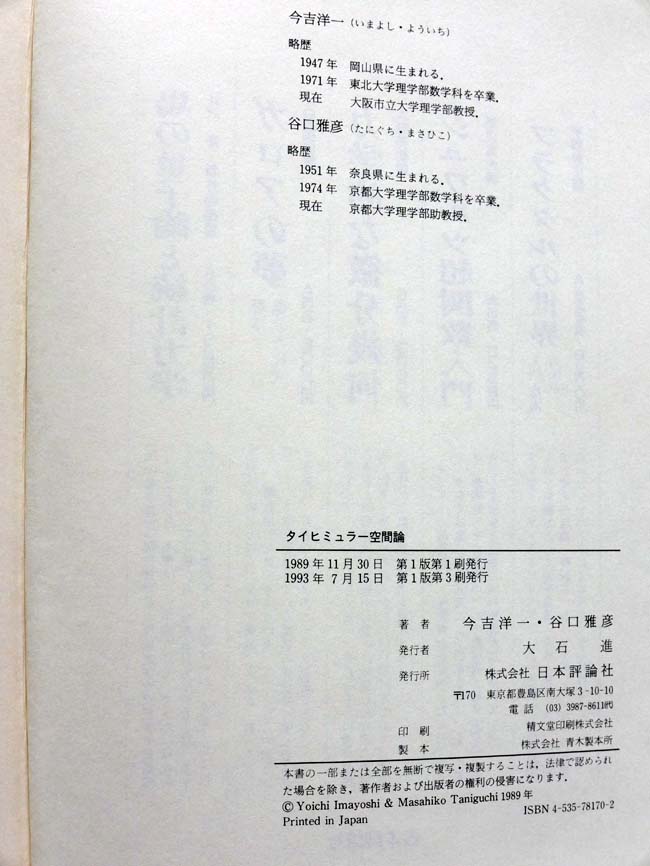 今吉洋一(いまよし・よういち)
略歴
1947年 岡山県に生まれる.
1971年 東北大学理学部数学科を卒業.
現在 大阪市立大学理学部教授.
谷口雅彦(たにぐち・まさひこ)
略歴
1951年 奈良県に生まれる.
1974年 京都大学理学部数学科を卒業.
現在 京都大学理学部助教授.
タイヒミュラー空間論
1989年11月30日 第1版第1刷発行
1993年 7月15日 第1版第3刷発行
著者 今吉洋一・谷口雅彦
発行者 大石進
発行所 株式会社 日本評論社
〒170 東京都豊島区南大塚3-10-10
電話 (03)3987-8611㈹
印刷 精文堂印刷株式会社
製本 株式会社 青木製本所
本書の一部または全部を無断で複写・複製することは,法律で認められ
た場合を除き,著作者および出版者の権利の侵害になります.
© Yoichi Imayoshi & Masahiko Taniguchi 1989年
Printed in Japan ISBN 4-535-78170-2